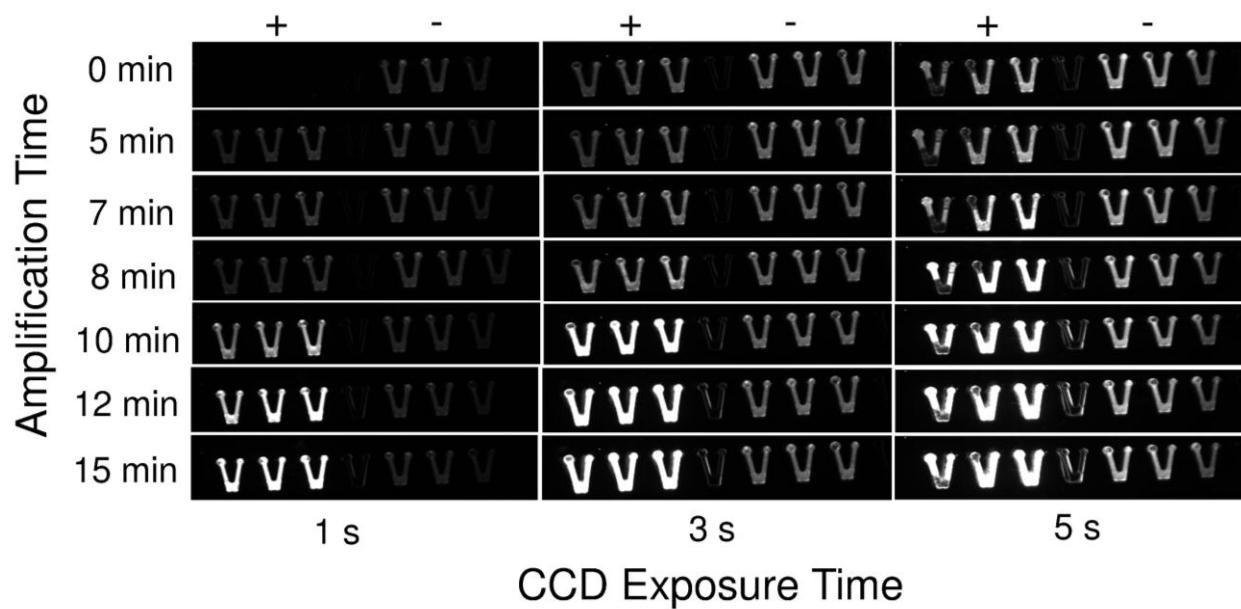 + - + - + -
0 min
5 min
7 min
8 min
10 min
12 min
15 min
Amplification Time
1 s 3 s 5 s
CCD Exposure Time